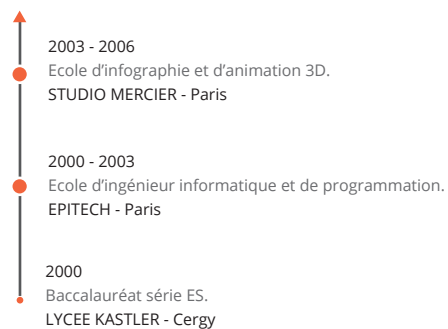 2003 - 2006
Ecole d'infographie et d'animation 3D.
STUDIO MERCIER - Paris
2000 - 2003
Ecole d'ingénieur informatique et de programmation.
EPITECH - Paris
2000
Baccalauréat série ES.
LYCEE KASTLER - Cergy